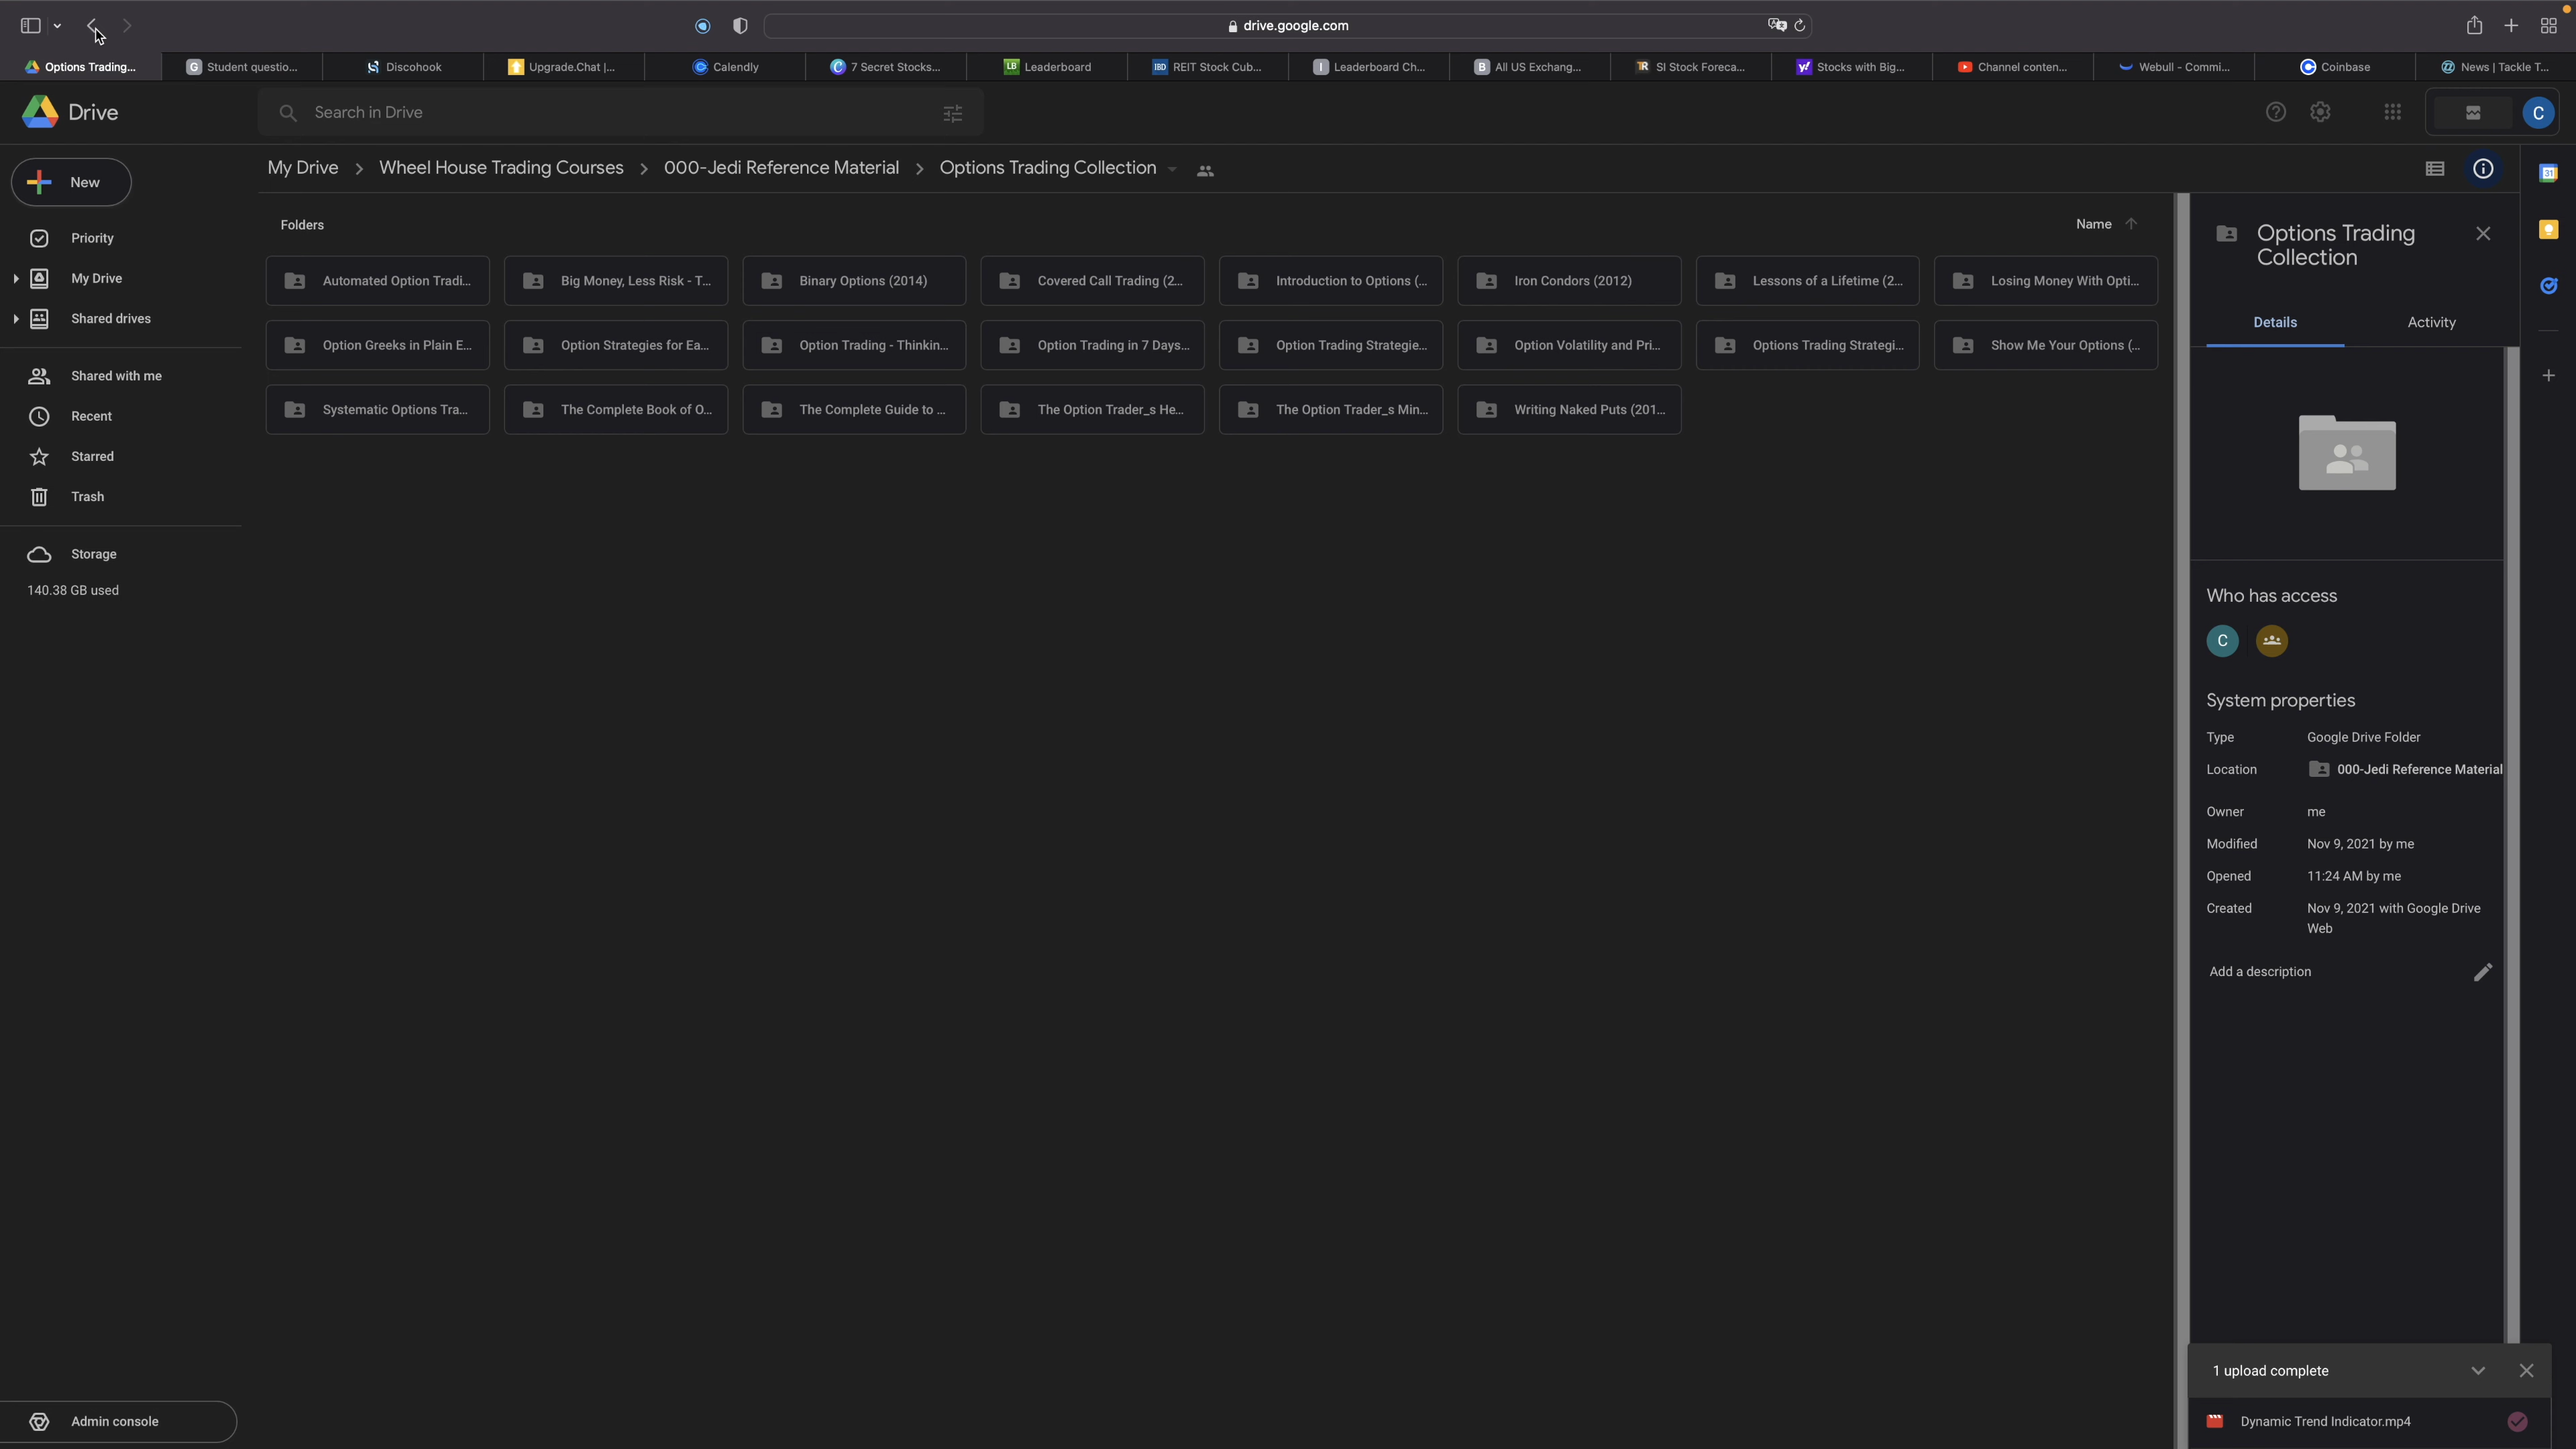 drive.google.com
Options Trading...
Student questio...
Discohook
Upgrade.Chat |...
Calendly
7 Secret Stocks...
LB Leaderboard
IBD REIT Stock Cub...
Leaderboard Ch...
All US Exchang...
SI Stock Foreca...
Stocks with Big...
Channel conten...
Webull - Commi...
Coinbase
News | Tackle T...
Drive
Search in Drive
C
New
My Drive > Wheel House Trading Courses > 000-Jedi Reference Material > Options Trading Collection
Priority
My Drive
Shared drives
Shared with me
Recent
Starred
Trash
Storage
140.38 GB used
Admin console
Folders
Name
Automated Option Tradi...
Big Money, Less Risk - T...
Binary Options (2014)
Covered Call Trading (2...
Introduction to Options (...
Iron Condors (2012)
Lessons of a Lifetime (2...
Losing Money With Opti...
Option Greeks in Plain E...
Option Strategies for Ea...
Option Trading - Thinkin...
Option Trading in 7 Days...
Option Trading Strategie...
Option Volatility and Pri...
Options Trading Strategi...
Show Me Your Options (...
Systematic Options Tra...
The Complete Book of O...
The Complete Guide to ...
The Option Trader_s He...
The Option Trader_s Min...
Writing Naked Puts (201...
Options Trading
Collection
Details
Activity
Who has access
C
System properties
Type Google Drive Folder
Location 000-Jedi Reference Material
Owner me
Modified Nov 9, 2021 by me
Opened 11:24 AM by me
Created Nov 9, 2021 with Google Drive
Web
Add a description
31
1 upload complete
Dynamic Trend Indicator.mp4